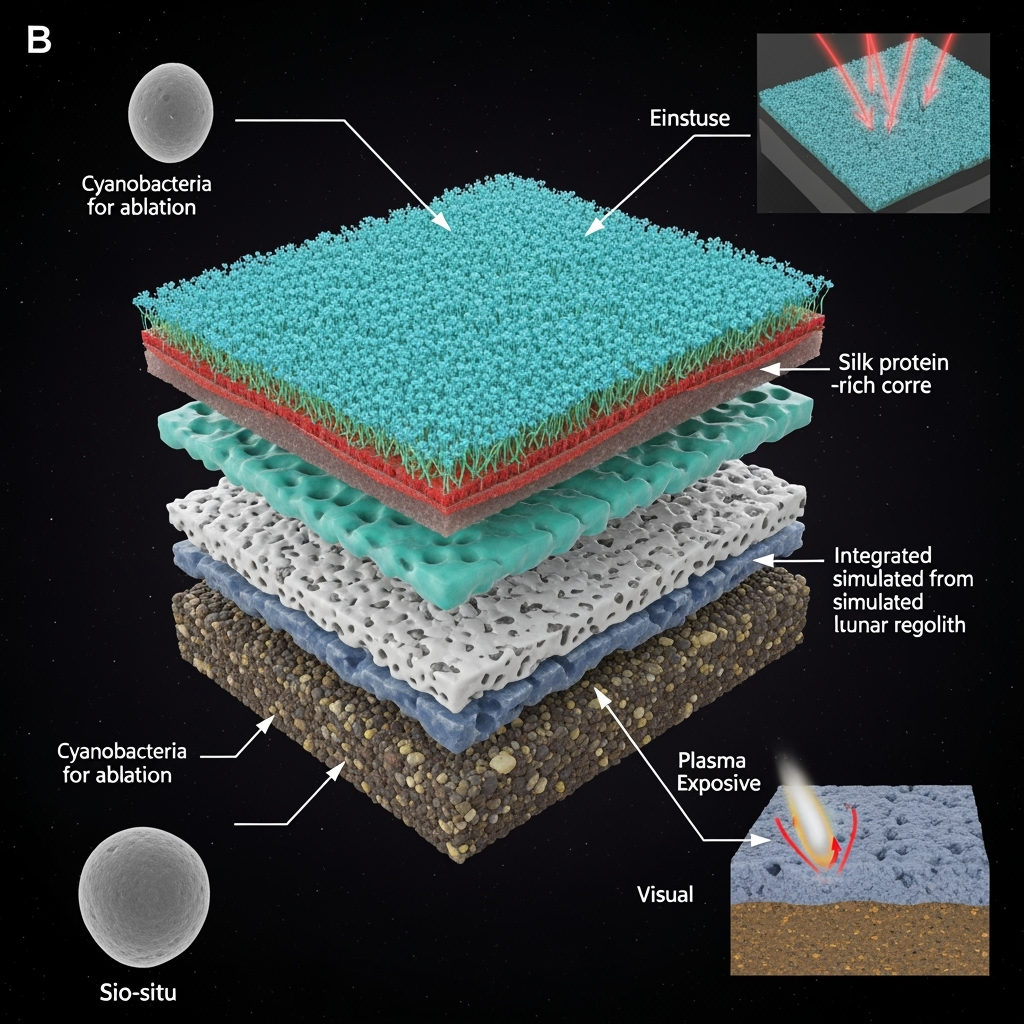 B
Einstuse
Cyanobacteria
for ablation
Silk protein
-rich corre
Integrated
simulated from
simulated
lunar regolith
Cyanobacteria
for ablation
Plasma
Exposive
Visual
Sio-situ